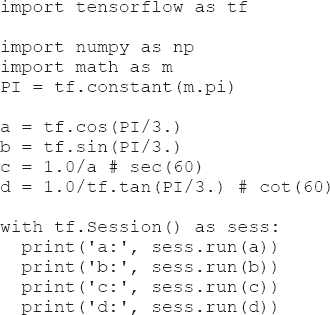 import tensorflow as tf
import numpy as np
import math as m
PI = tf.constant(m.pi)
a = tf.cos(PI/3.)
b = tf.sin(PI/3.)
c = 1.0/a # sec(60)
d = 1.0/tf.tan(PI/3.) # cot(60)
with tf.Session() as sess:
  print('a:', sess.run(a))
  print('b:', sess.run(b))
  print('c:', sess.run(c))
  print('d:', sess.run(d))